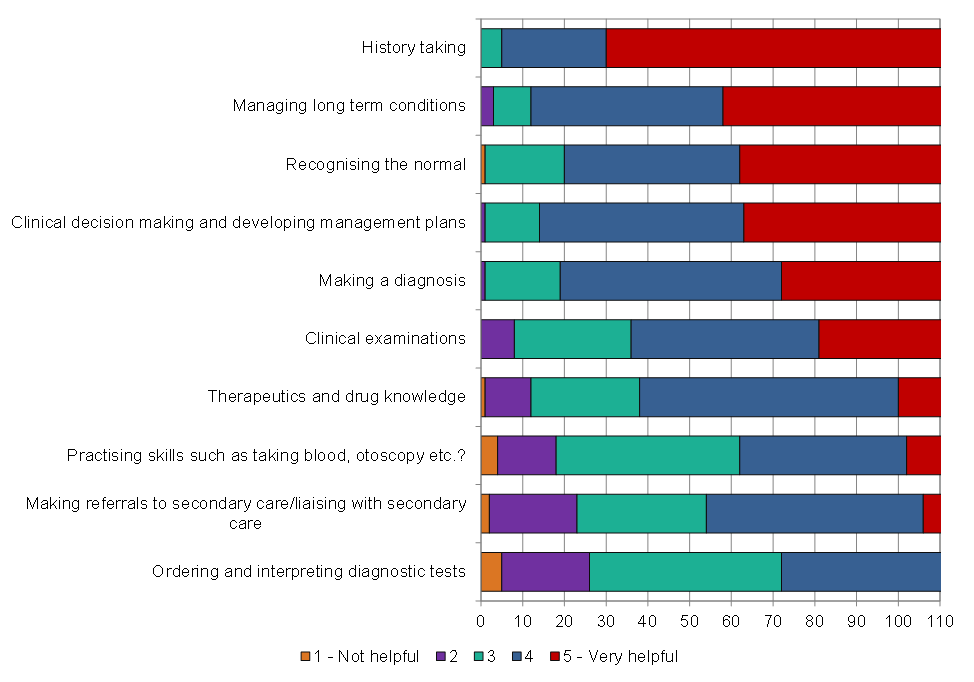 History taking
Managing long term conditions
Recognising the normal
Clinical decision making and developing management plans
Making a diagnosis
Clinical examinations
Therapeutics and drug knowledge
Practising skills such as taking blood, otoscopy etc.?
Making referrals to secondary care/liaising with secondary
care
Ordering and interpreting diagnostic tests
0 10 20 30 40 50 60 70 80 90 100 110
1 - Not helpful 2 3 4 5 - Very helpful